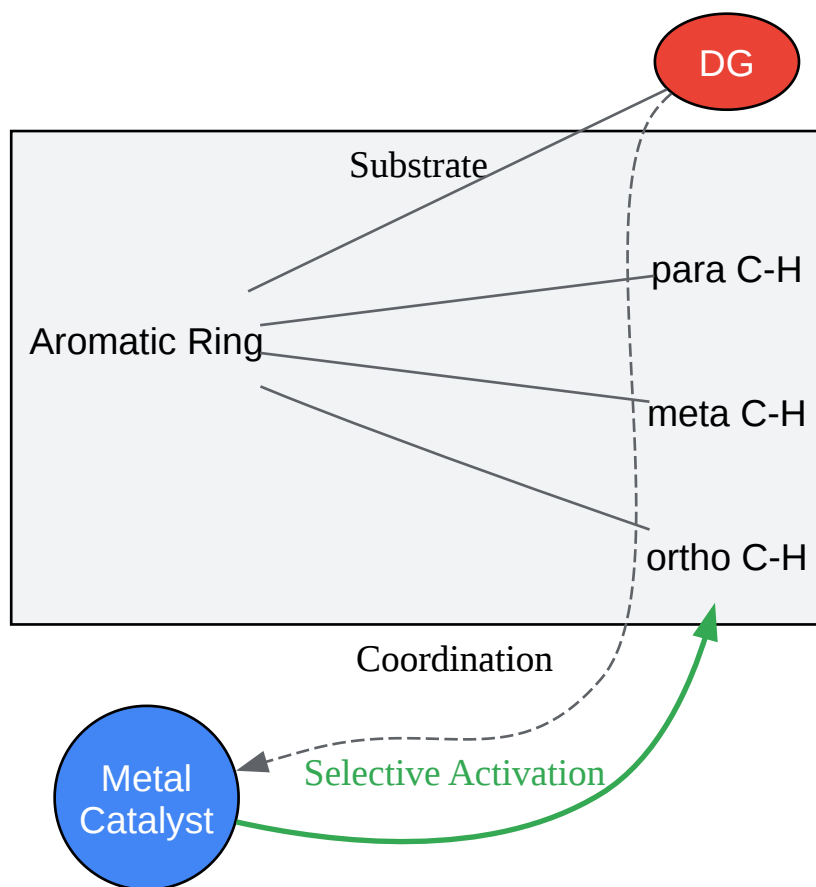 DG
Substrate
para C-H
Aromatic Ring
meta C-H
ortho C-H
Coordination
Selective Activation
Metal
Catalyst